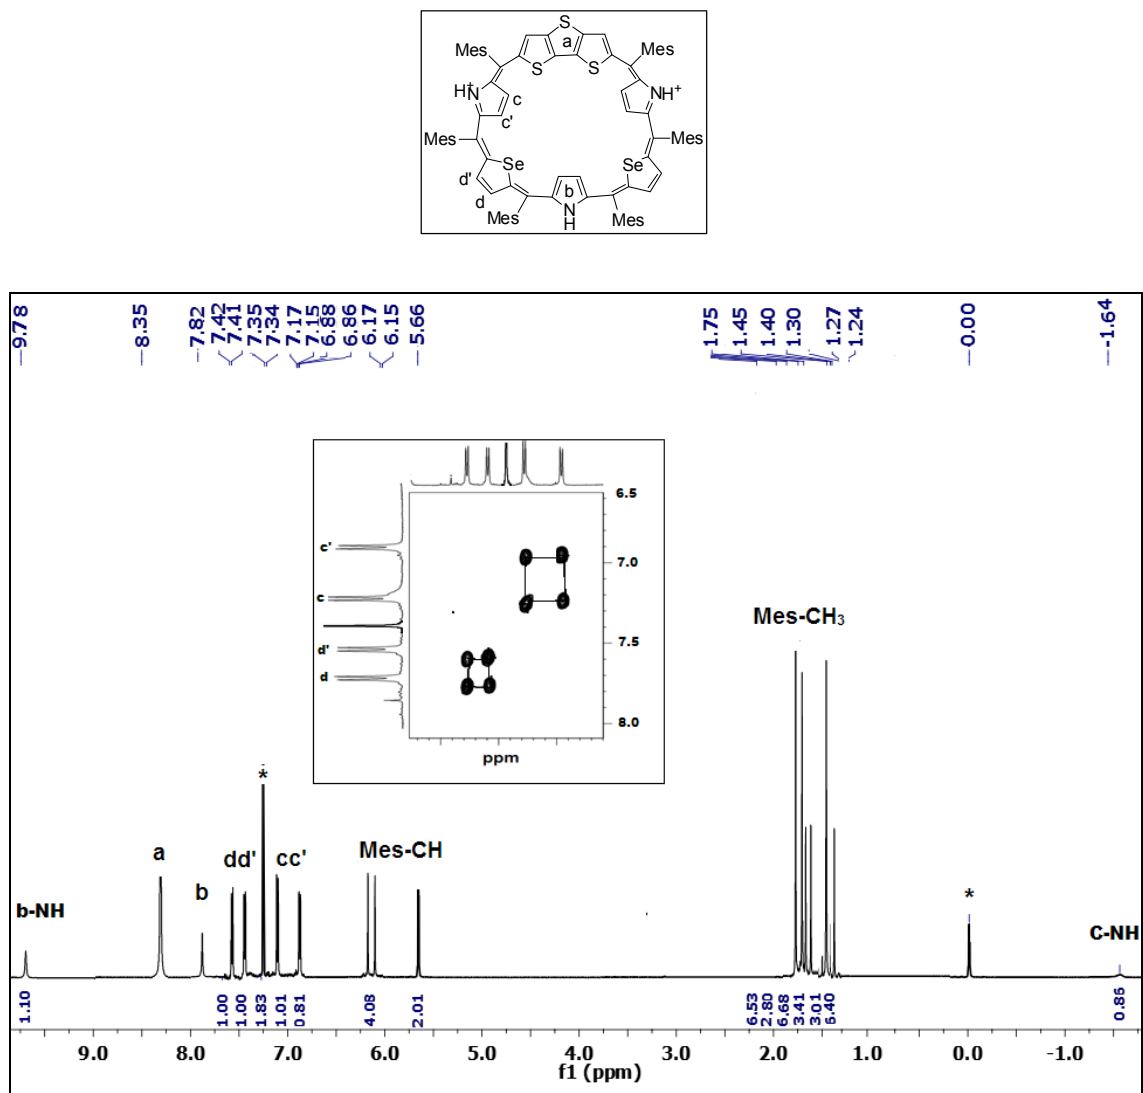 S
Mes a Mes
S S
H+ N c NH+
c'
Mes Mes
Se Se
d' b
d N
Mes H Mes
9.78
8.35
7.82
7.42
7.41
7.35
7.34
7.17
7.15
6.88
6.86
6.17
6.15
5.66
1.75
1.45
1.40
1.30
1.27
1.24
0.00
-1.64
6.5
c'
7.0
c
7.5
d'
d
8.0
ppm
*
Mes-CH3
a dd' cc' Mes-CH
b
b-NH
*
C-NH
1.10
1.00
1.00
1.83
1.01
0.81
4.08
2.01
6.53
2.80
6.68
3.41
3.01
6.40
0.86
9.0 8.0 7.0 6.0 5.0 4.0 3.0 2.0 1.0 0.0 -1.0
f1 (ppm)